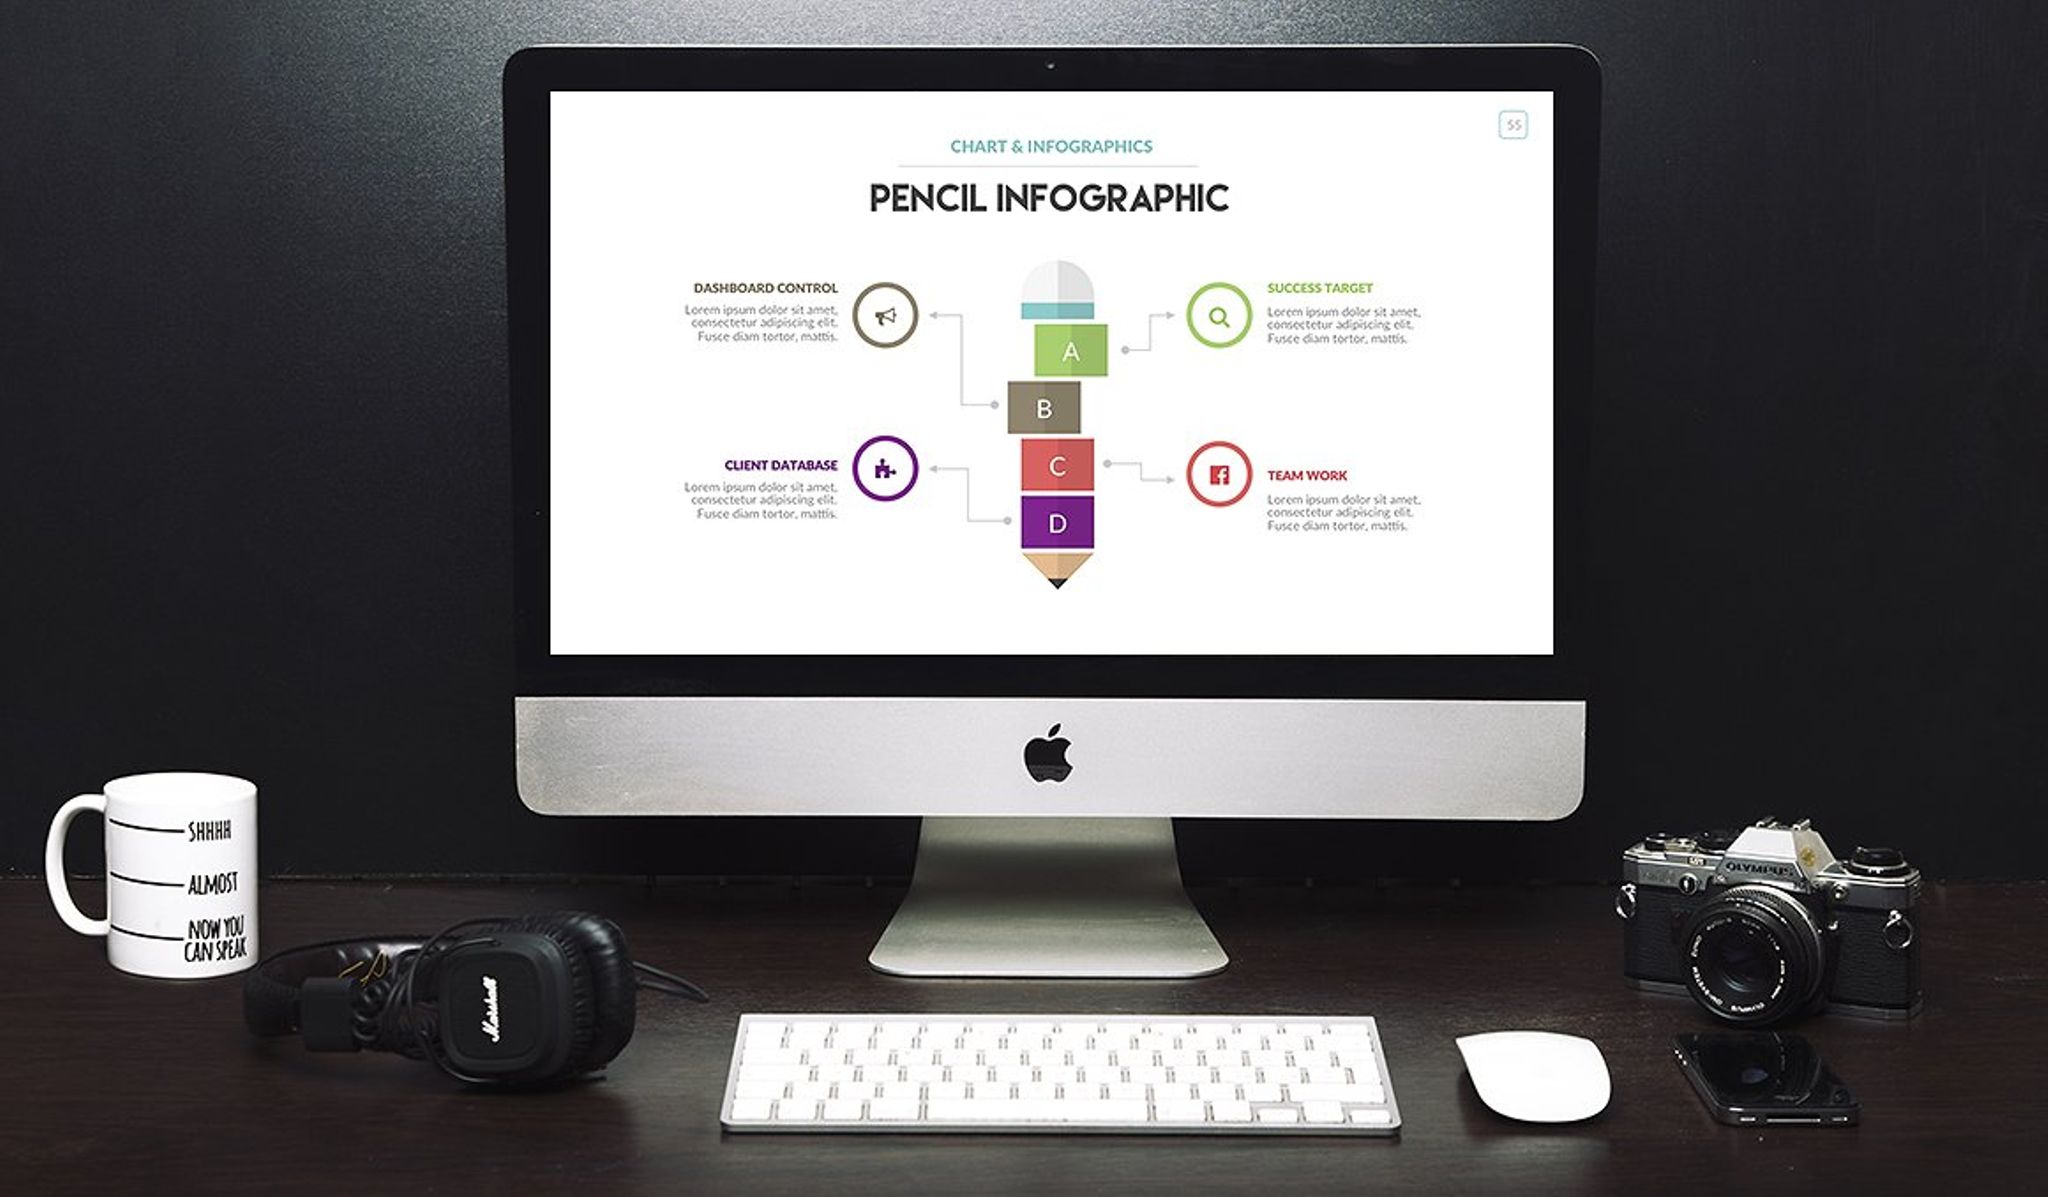 55
CHART & INFOGRAPHICS
PENCIL INFOGRAPHIC
DASHBOARD CONTROL
Lorem ipsum dolor sit amet,
consectetur adipiscing elit.
Fusce diam tortor, mattis.
SUCCESS TARGET
Lorem ipsum dolor sit amet,
consectetur adipiscing elit.
Fusce diam tortor, mattis.
A
B
C
D
CLIENT DATABASE
Lorem ipsum dolor sit amet,
consectetur adipiscing elit.
Fusce diam tortor, mattis.
TEAM WORK
Lorem ipsum dolor sit amet,
consectetur adipiscing elit.
Fusce diam tortor, mattis.
SHHHH
ALMOST
NOW YOU
CAN SPEAK
Marshall
OLYMPUS